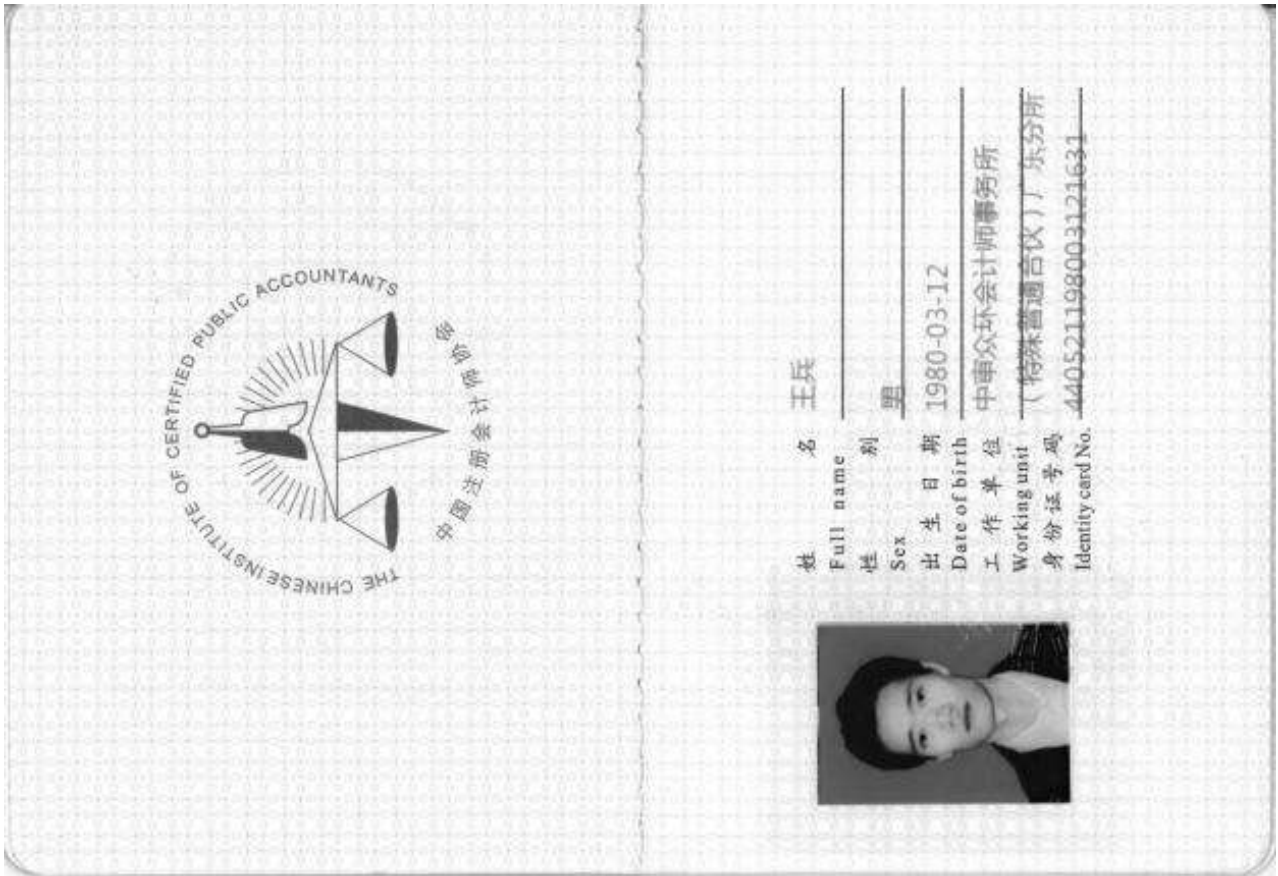 THE CHINESE INSTITUTE OF CERTIFIED PUBLIC ACCOUNTANTS
中国注册会计师协会
姓 名 王兵
Full name
性 别 男
Sex
出 生 日 期 1980-03-12
Date of birth
工 作 单 位 中审众环会计师事务所
Working unit （特殊普通合伙）广东分所
身 份 证 号 码 440521198003121631
Identity card No.